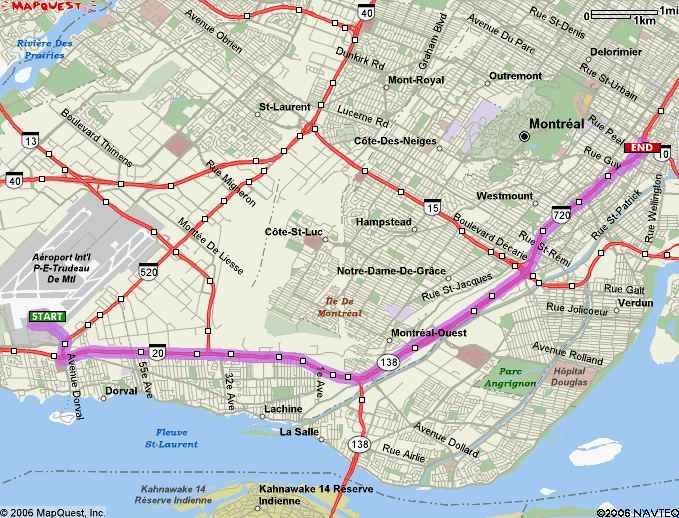 MAPQUEST
1mi
1km
Rivière Des
Prairies
Avenue Obrien
40
Dunkirk Rd
Graham Blvd
Avenue Du Parc
Rue St-Denis
Delorimier
Mont-Royal
Outremont
Rue St-Urbain
St-Laurent
Lucerne Rd
Côte-Des-Neiges
Montréal
Rue Peel
END
10
Rue Guy
13
Boulevard Thimens
40
Rue Migneron
Montée De Liesse
15
Westmount
720
Rue St-Patrick
Rue Wellington
Hampstead
Boulevard Decarie
Côte-St-Luc
Rue St-Rémi
Aéroport Int'l
P-E-Trudeau
De Mtl
520
Notre-Dame-De-Grâce
Rue St-Jacques
Rue Galt
Verdun
Rue Jolicoeur
Île De
Montréal
START
Montréal-Ouest
138
20
Avenue Rolland
Parc
Angrignon
Hôpital
Douglas
Avenue Dorval
55e Ave
32e Ave
1e Ave
Dorval
Lachine
La Salle
Fleuve
St-Laurent
138
Avenue Dollard
Rue Airlie
Kahnawake 14
Réserve Indienne
Kahnawake 14 Réserve
Indienne
© 2006 MapQuest, Inc.
©2006 NAVTEQ